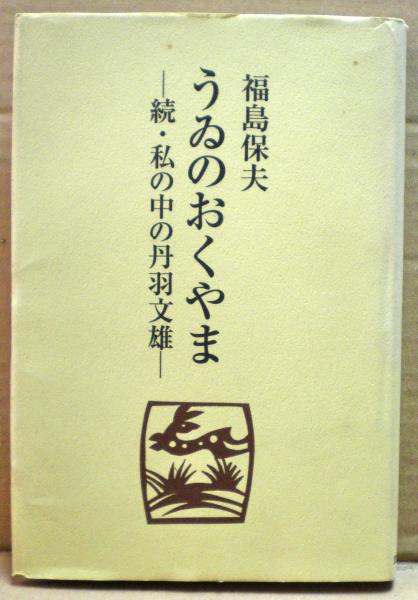 福島保夫
うゐのおくやま
—続・私の中の丹羽文雄—